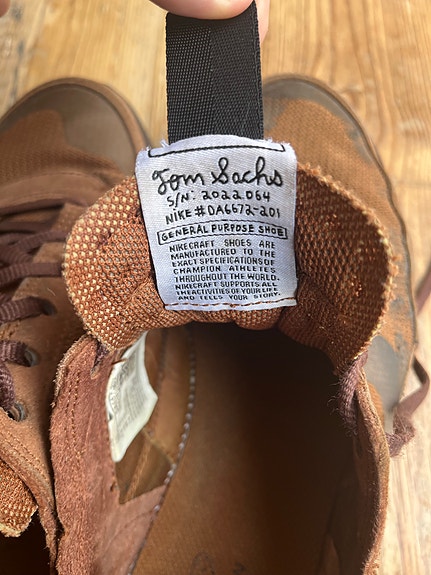 Tom Sachs
S/N: 2022064
NIKE # DA6672-201
GENERAL PURPOSE SHOE
NIKECRAFT SHOES ARE
MANUFACTURED TO THE
EXACT SPECIFICATIONS OF
CHAMPION ATHLETES
THROUGHOUT THE WORLD.
NIKECRAFT SUPPORTS ALL
THE ACTIVITIES OF YOUR LIFE
AND TELLS YOUR STORY.